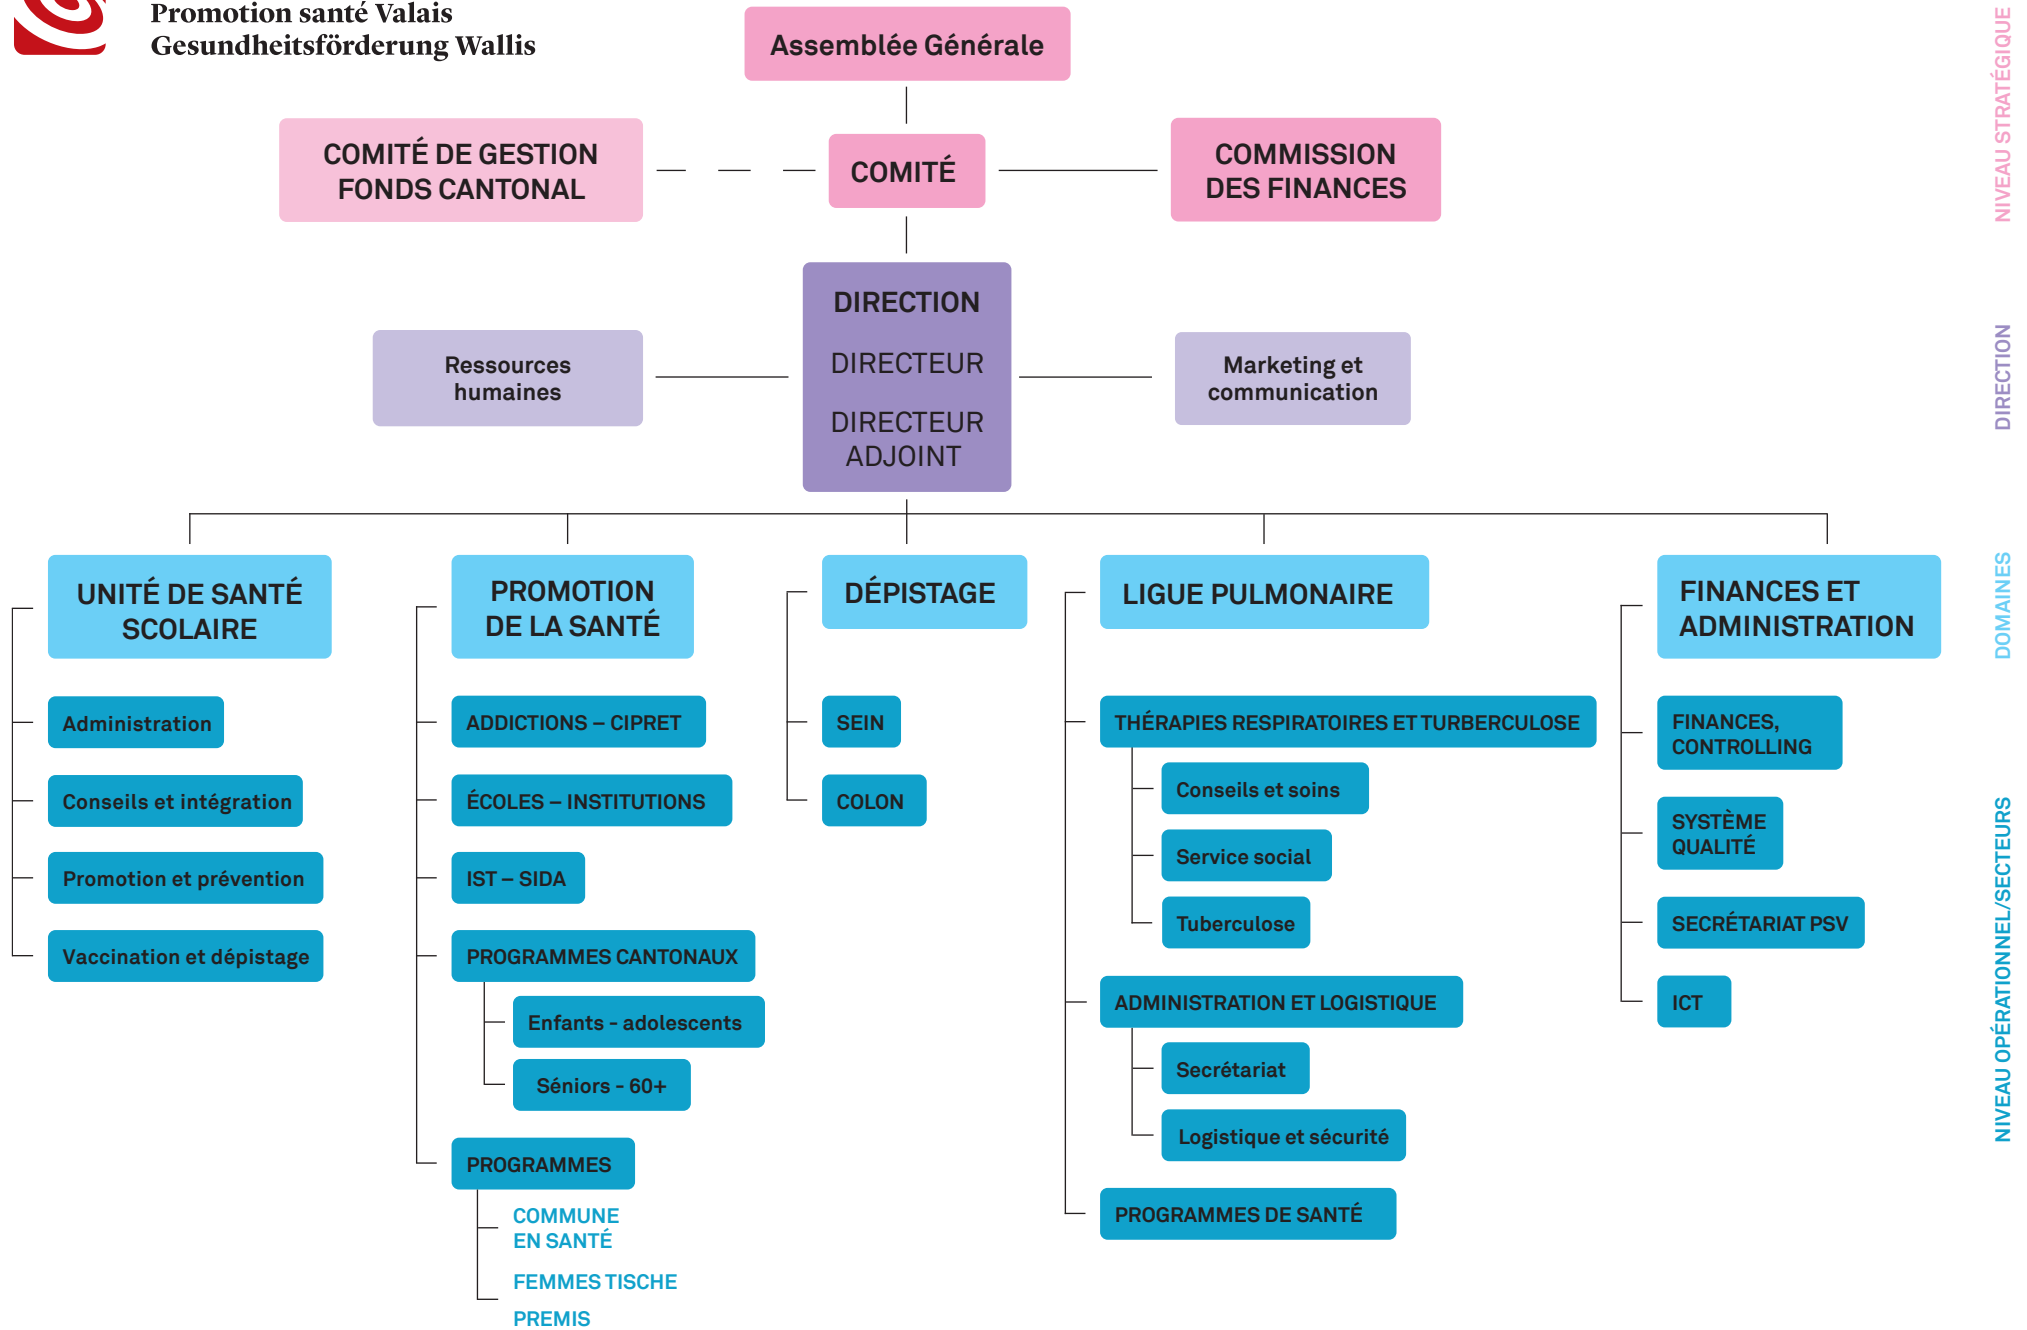 Promotion santé Valais
Gesundheitsförderung Wallis
Assemblée Générale
COMITÉ DE GESTION
FONDS CANTONAL
COMITÉ
COMMISSION
DES FINANCES
NIVEAU STRATÉGIQUE
DIRECTION
DIRECTEUR
DIRECTEUR
ADJOINT
Ressources
humaines
Marketing et
communication
DIRECTION
UNITÉ DE SANTÉ
SCOLAIRE
Administration
Conseils et intégration
Promotion et prévention
Vaccination et dépistage
PROMOTION
DE LA SANTÉ
ADDICTIONS – CIPRET
ÉCOLES – INSTITUTIONS
IST – SIDA
PROGRAMMES CANTONAUX
Enfants - adolescents
Séniors - 60+
PROGRAMMES
COMMUNE
EN SANTÉ
FEMMES TISCHE
PREMIS
DÉPISTAGE
SEIN
COLON
LIGUE PULMONAIRE
THÉRAPIES RESPIRATOIRES ET TURBERCULOSE
Conseils et soins
Service social
Tuberculose
ADMINISTRATION ET LOGISTIQUE
Secrétariat
Logistique et sécurité
PROGRAMMES DE SANTÉ
FINANCES ET
ADMINISTRATION
FINANCES,
CONTROLLING
SYSTÈME
QUALITÉ
SECRÉTARIAT PSV
ICT
DOMAINES
NIVEAU OPÉRATIONNEL/SECTEURS